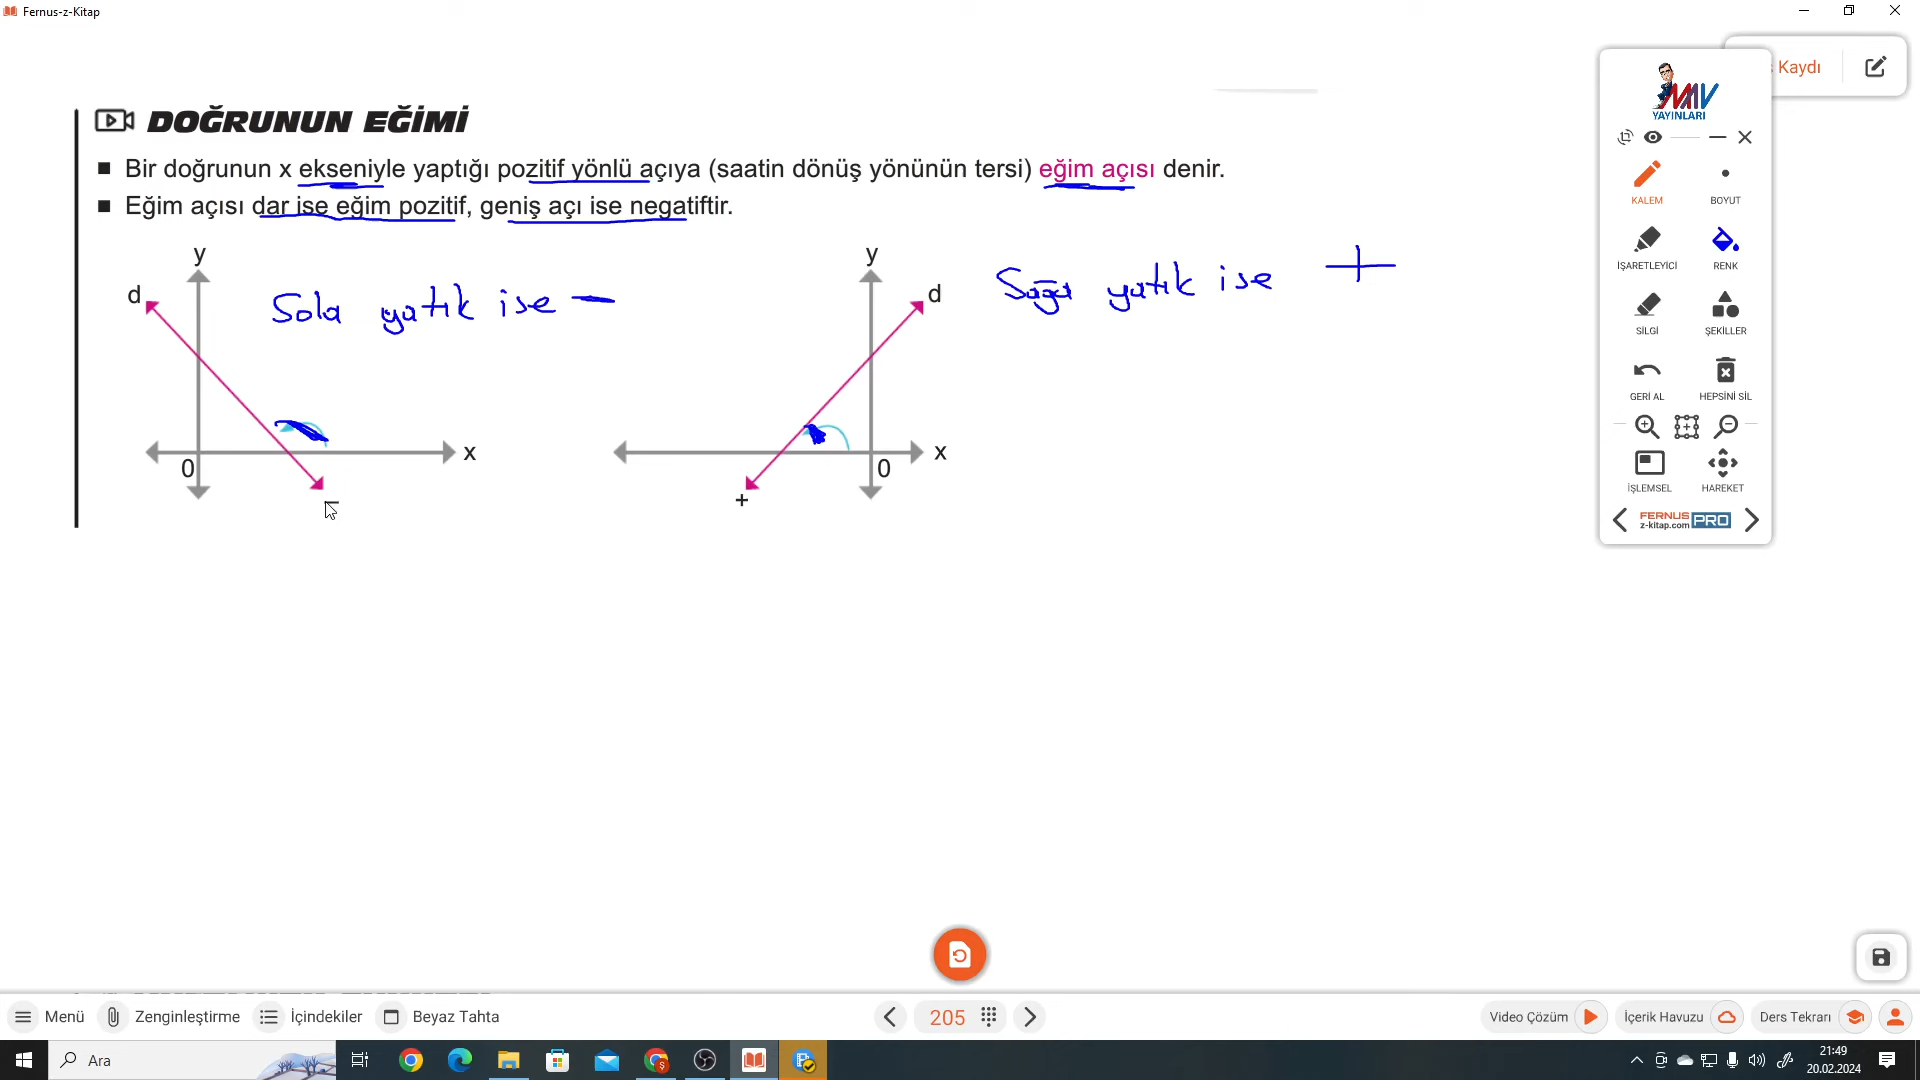 Fernus-z-Kitap
Kaydı
MAV
YAYINLARI
DOĞRUNUN EĞİMİ
Bir doğrunun x ekseniyle yaptığı pozitif yönlü açıya (saatin dönüş yönünün tersi) eğim açısı denir.
Eğim açısı dar ise eğim pozitif, geniş açı ise negatiftir.
y
d
Sola yatık ise –
x
0
y
d
Sağa yatık ise +
x
0
KALEM
BOYUT
İŞARETLEYİCİ
RENK
SİLGİ
ŞEKİLLER
GERİ AL
HEPSİNİ SİL
İŞLEMSEL
HAREKET
FERNUS PRO
z-kitap.com
Menü
Zenginleştirme
İçindekiler
Beyaz Tahta
205
Video Çözüm
İçerik Havuzu
Ders Tekrarı
Ara
21:49
20.02.2024